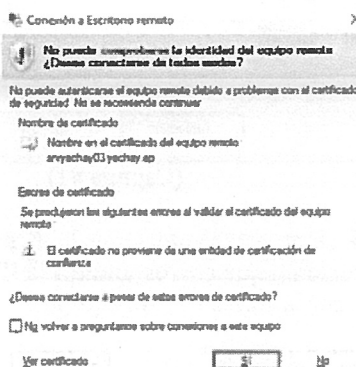 Conexión a Escritorio remoto
No puede comprobarse la identidad del equipo remoto.
¿Desea conectarse de todos modos?
No puede autenticarse el equipo remoto debido a problemas con el certificado
de seguridad. No se recomienda continuar
Nombre de certificado
Nombre en el certificado del equipo remoto:
Errores de certificado
Se produjeron los siguientes errores al validar el certificado del equipo
remoto:
El certificado no proviene de una entidad de certificación de
confianza
¿Desea conectarse a pesar de estos errores de certificado?
No volver a preguntarme sobre conexiones a este equipo
Ver certificado
Sí
No